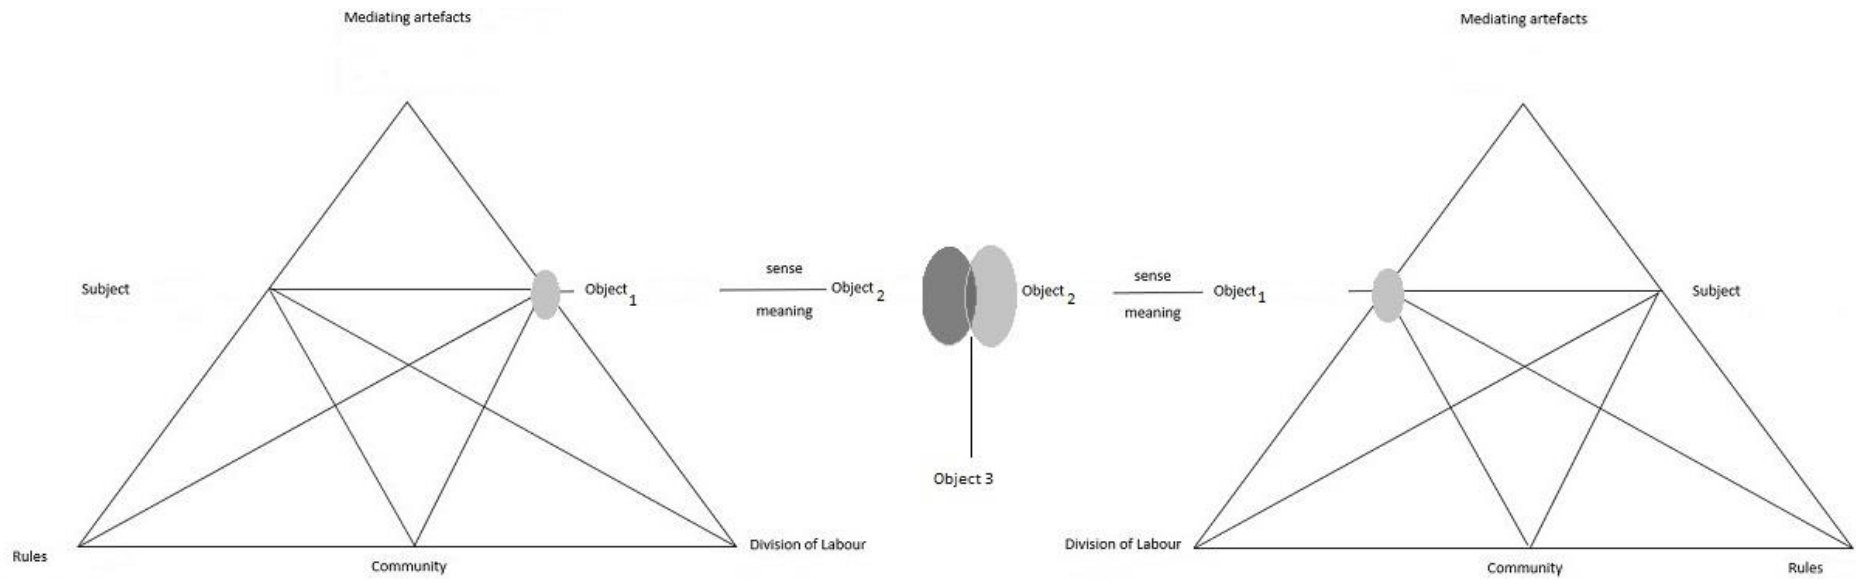 Mediating artefacts
Mediating artefacts
Subject
Object 1
sense
meaning
Object 2
Object 2
sense
meaning
Object 1
Subject
Object 3
Rules
Community
Division of Labour
Division of Labour
Community
Rules